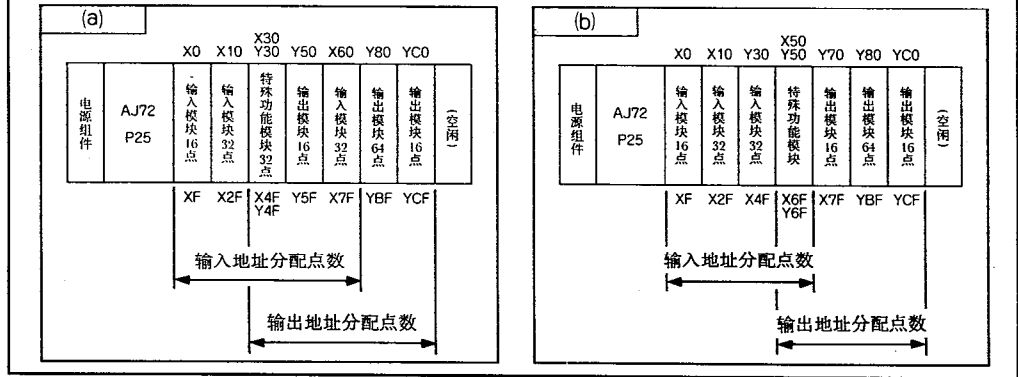 (a)
X30
X0 X10 Y30 Y50 X60 Y80 YC0
电源组件
AJ72
P25
输入模块16点
输入模块32点
特殊功能模块32点
输出模块16点
输入模块32点
输出模块64点
输出模块16点
(空闲)
XF X2F X4F Y5F X7F YBF YCF
Y4F
输入地址分配点数
输出地址分配点数
(b)
X50
X0 X10 Y30 Y50 Y70 Y80 YC0
电源组件
AJ72
P25
输入模块16点
输入模块32点
输入模块32点
特殊功能模块
输出模块16点
输出模块64点
输出模块16点
(空闲)
XF X2F X4F X6F X7F YBF YCF
Y6F
输入地址分配点数
输出地址分配点数